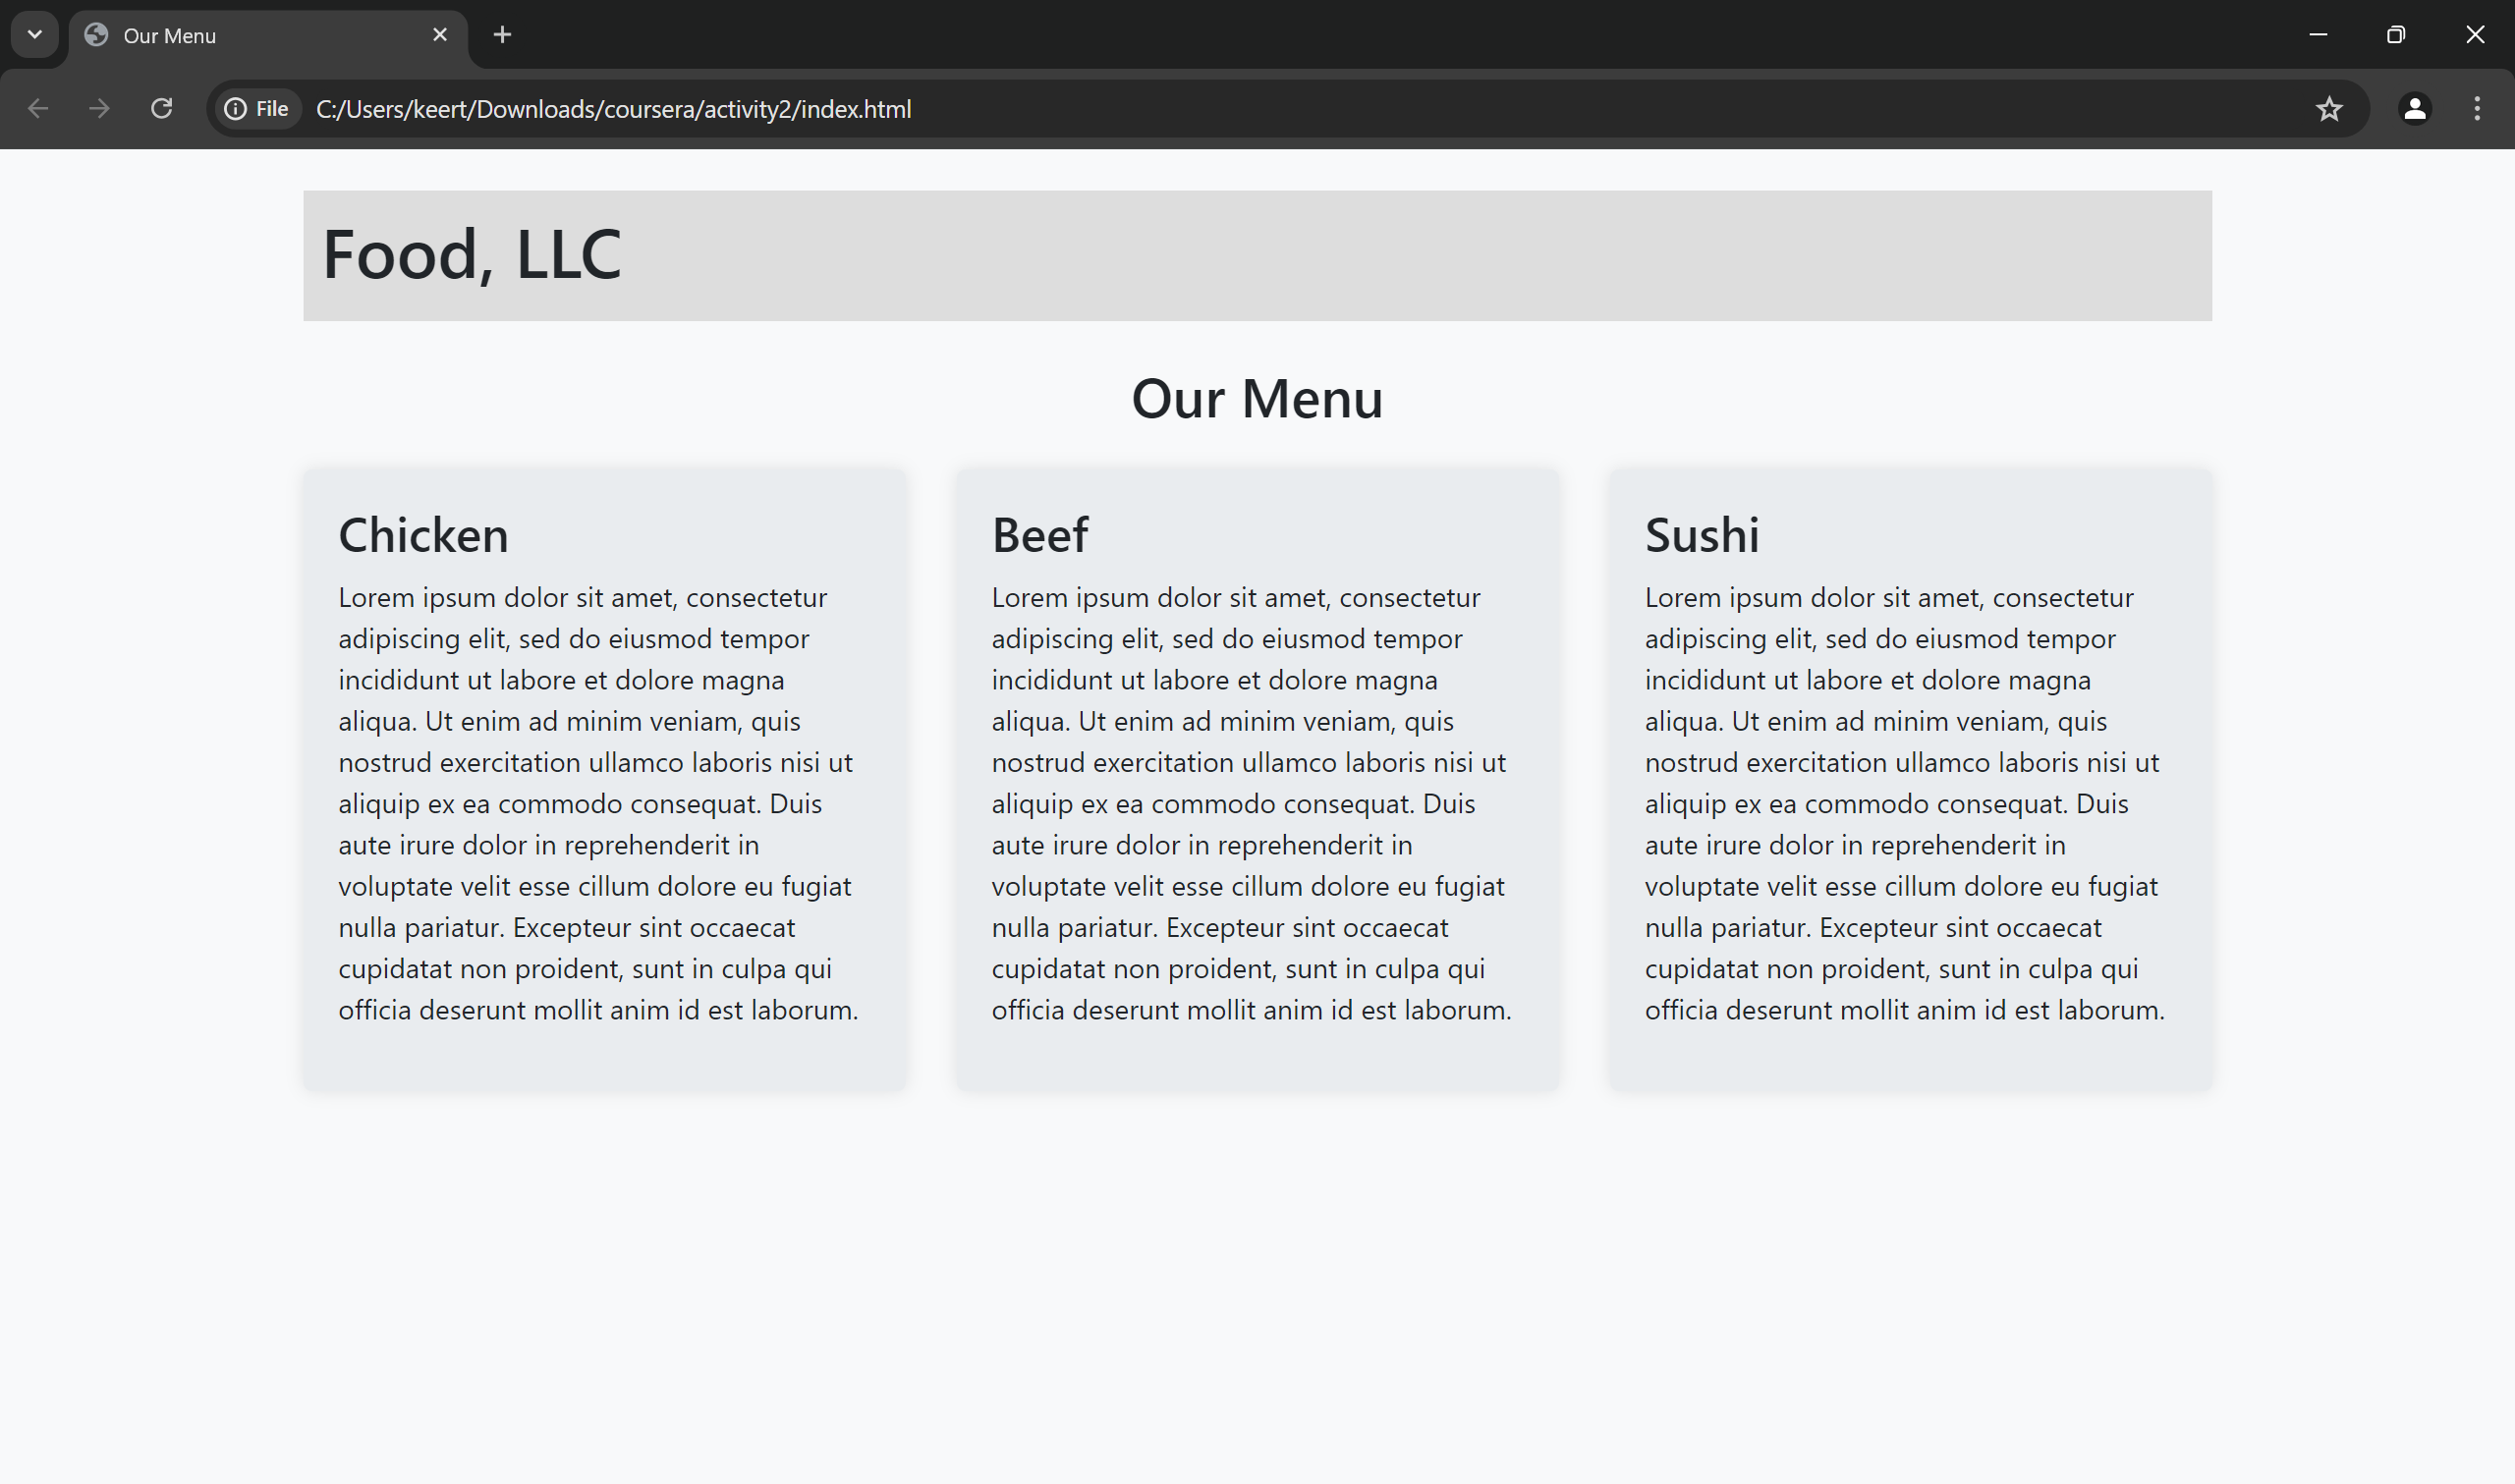 Our Menu
File C:/Users/keert/Downloads/coursera/activity2/index.html
Food, LLC
Our Menu
Chicken
Lorem ipsum dolor sit amet, consectetur
adipiscing elit, sed do eiusmod tempor
incididunt ut labore et dolore magna
aliqua. Ut enim ad minim veniam, quis
nostrud exercitation ullamco laboris nisi ut
aliquip ex ea commodo consequat. Duis
aute irure dolor in reprehenderit in
voluptate velit esse cillum dolore eu fugiat
nulla pariatur. Excepteur sint occaecat
cupidatat non proident, sunt in culpa qui
officia deserunt mollit anim id est laborum.
Beef
Lorem ipsum dolor sit amet, consectetur
adipiscing elit, sed do eiusmod tempor
incididunt ut labore et dolore magna
aliqua. Ut enim ad minim veniam, quis
nostrud exercitation ullamco laboris nisi ut
aliquip ex ea commodo consequat. Duis
aute irure dolor in reprehenderit in
voluptate velit esse cillum dolore eu fugiat
nulla pariatur. Excepteur sint occaecat
cupidatat non proident, sunt in culpa qui
officia deserunt mollit anim id est laborum.
Sushi
Lorem ipsum dolor sit amet, consectetur
adipiscing elit, sed do eiusmod tempor
incididunt ut labore et dolore magna
aliqua. Ut enim ad minim veniam, quis
nostrud exercitation ullamco laboris nisi ut
aliquip ex ea commodo consequat. Duis
aute irure dolor in reprehenderit in
voluptate velit esse cillum dolore eu fugiat
nulla pariatur. Excepteur sint occaecat
cupidatat non proident, sunt in culpa qui
officia deserunt mollit anim id est laborum.